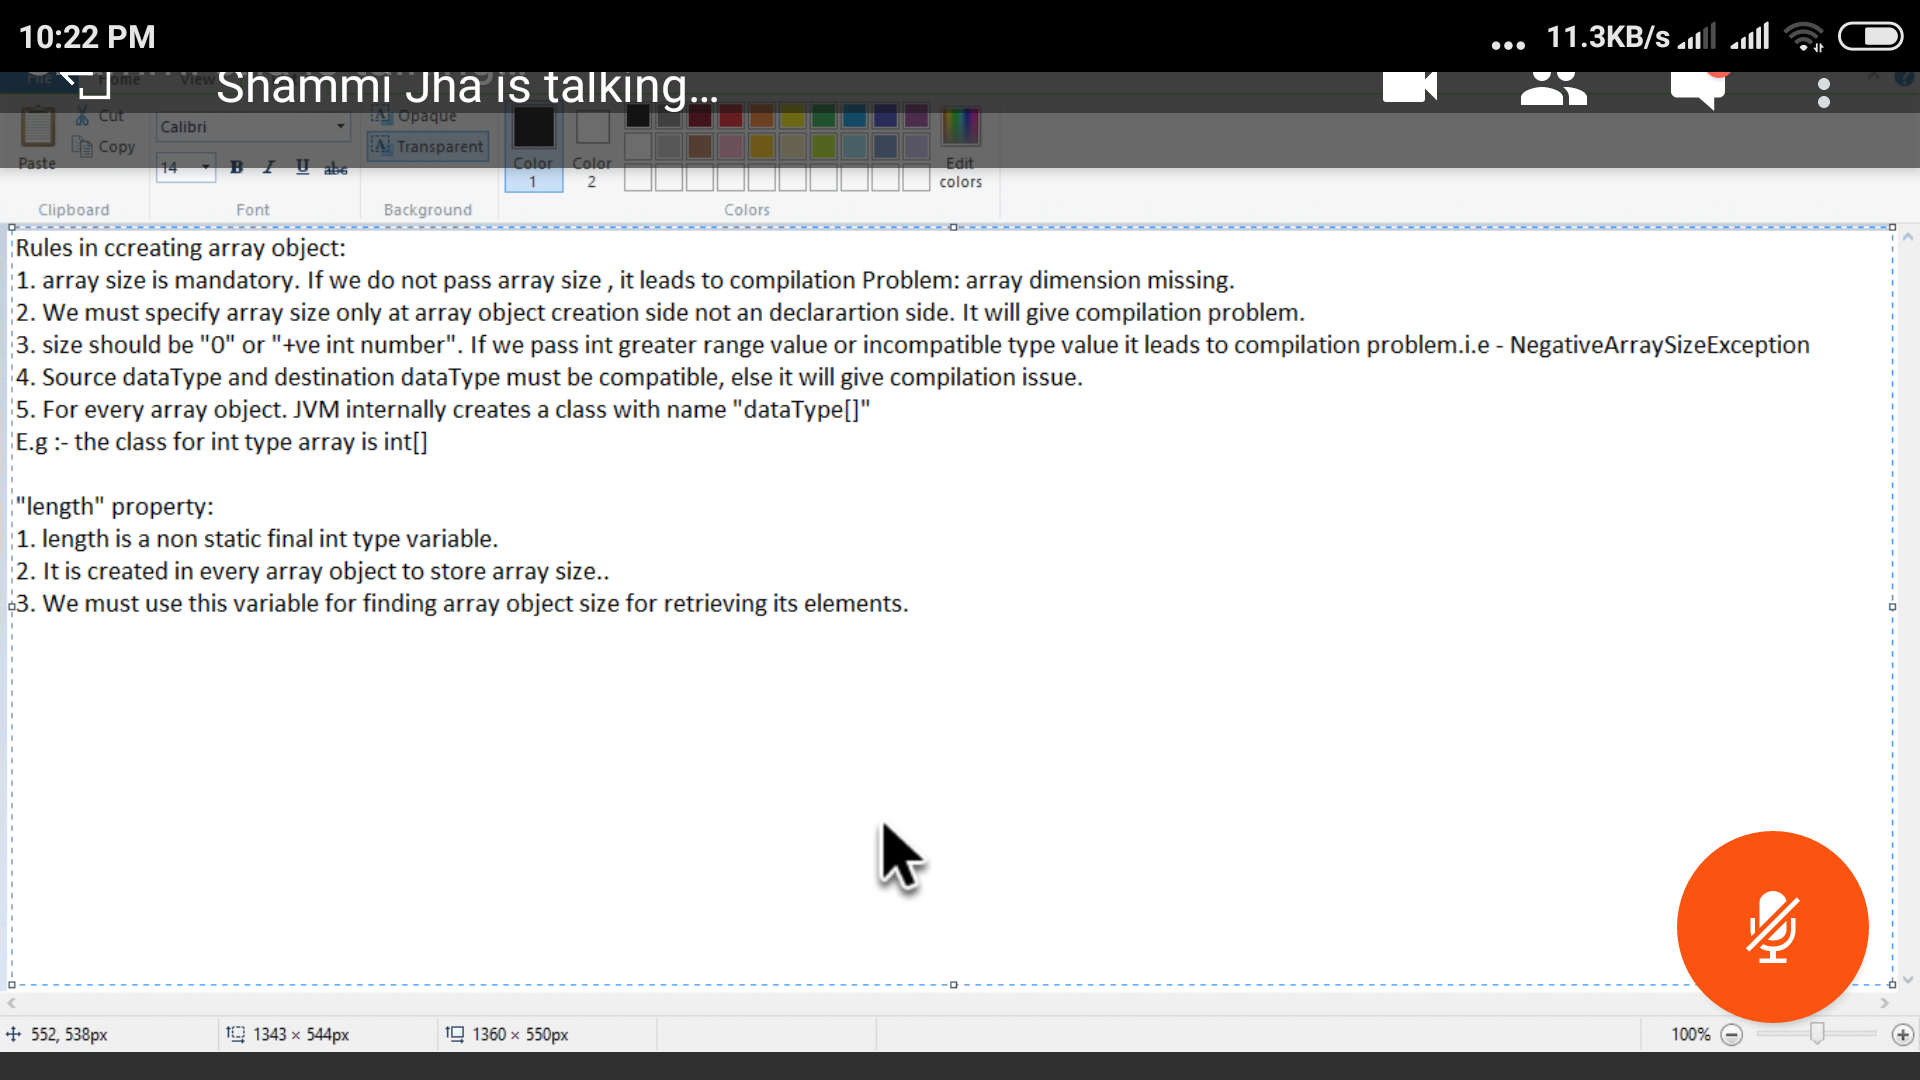 10:22 PM
... 11.3KB/s
Shammi Jha is talking...
File Home View
Cut
Calibri
Opaque
Copy
Transparent
Paste
14 B I U abc
Color 1
Color 2
Edit colors
Clipboard
Font
Background
Colors
Rules in ccreating array object:
1. array size is mandatory. If we do not pass array size , it leads to compilation Problem: array dimension missing.
2. We must specify array size only at array object creation side not an declarartion side. It will give compilation problem.
3. size should be "0" or "+ve int number". If we pass int greater range value or incompatible type value it leads to compilation problem.i.e - NegativeArraySizeException
4. Source dataType and destination dataType must be compatible, else it will give compilation issue.
5. For every array object. JVM internally creates a class with name "dataType[]"
E.g :- the class for int type array is int[]
"length" property:
1. length is a non static final int type variable.
2. It is created in every array object to store array size..
3. We must use this variable for finding array object size for retrieving its elements.
552, 538px
1343 × 544px
1360 × 550px
100%